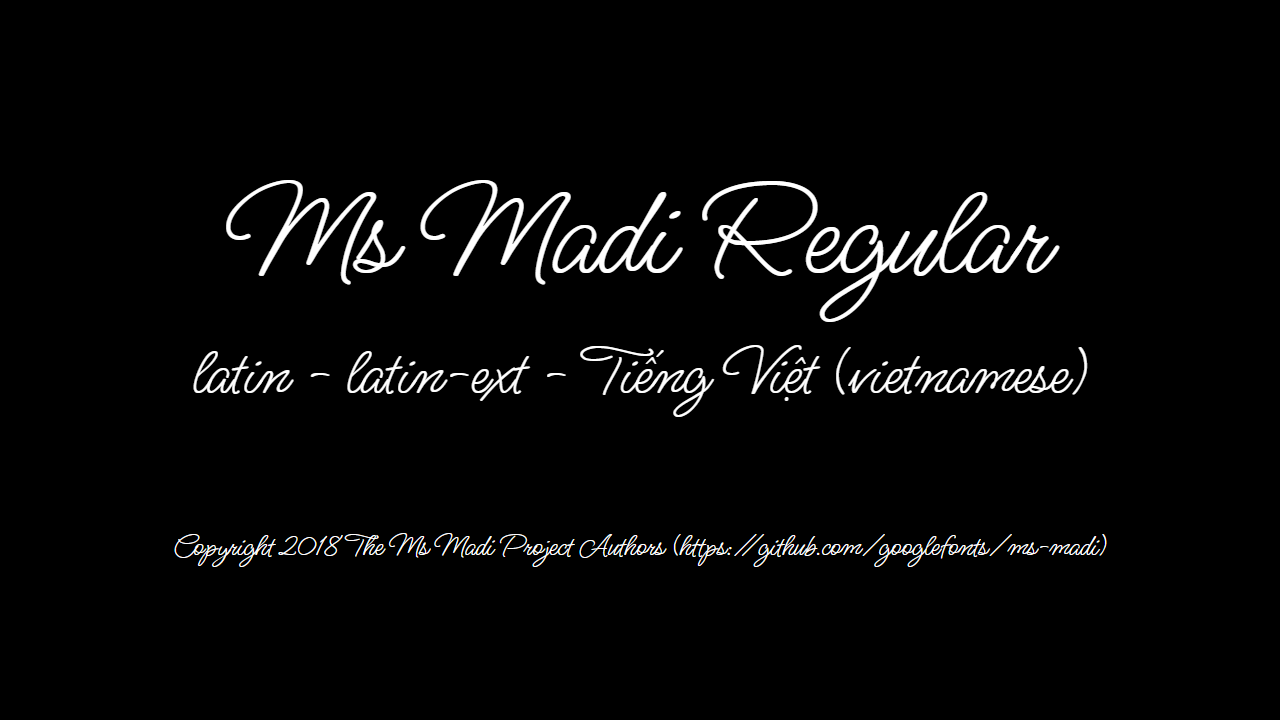 Ms Madi Regular
latin - latin-ext - Tiếng Việt (vietnamese)
Copyright 2018 The Ms Madi Project Authors (https://github.com/googlefonts/ms-madi)